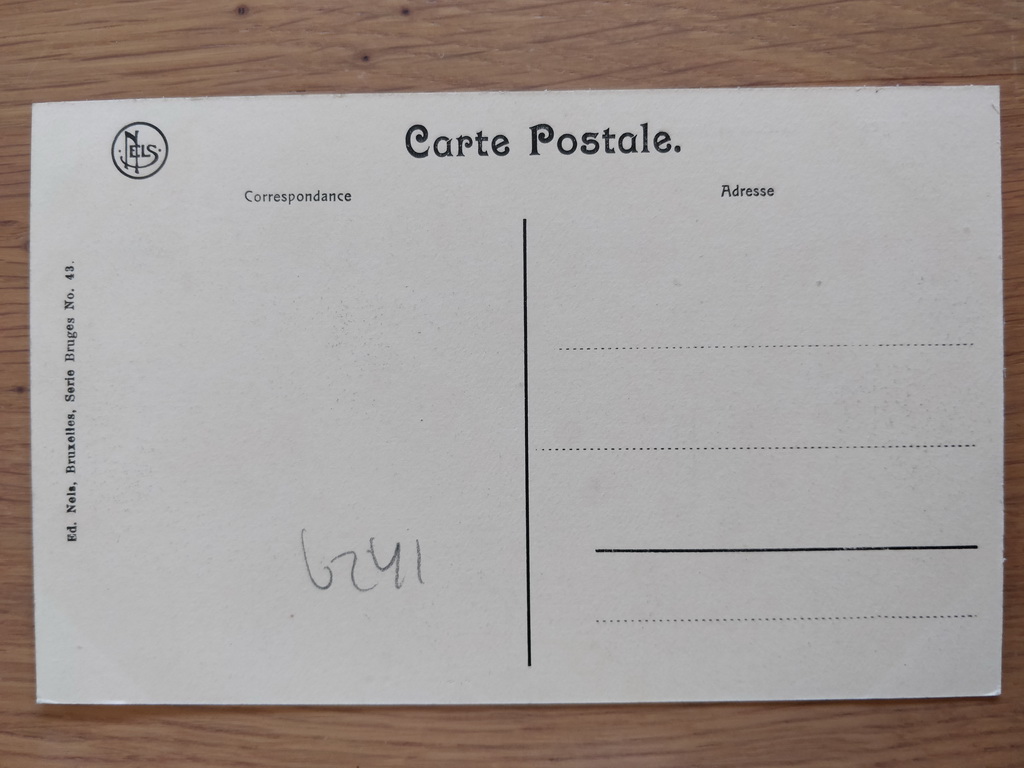 NELS
Carte Postale.
Correspondance
Adresse
Ed. Nels, Bruxelles, Serie Bruges No. 43.
6241